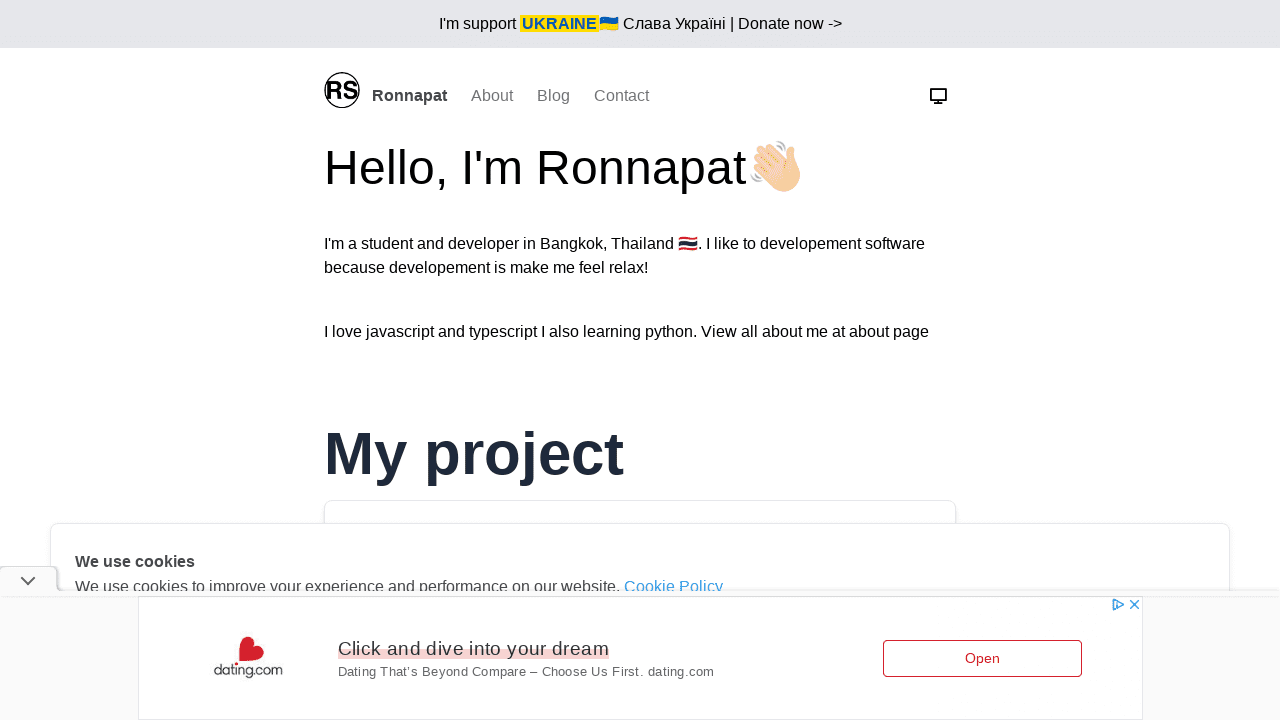 I'm support UKRAINE🇺🇦 Слава Україні | Donate now ->
RS Ronnapat About Blog Contact
Hello, I'm Ronnapat👋🏻
I'm a student and developer in Bangkok, Thailand 🇹🇭. I like to developement software
because developement is make me feel relax!
I love javascript and typescript I also learning python. View all about me at about page
My project
We use cookies
We use cookies to improve your experience and performance on our website. Cookie Policy
dating.com
Click and dive into your dream
Dating That's Beyond Compare – Choose Us First. dating.com
Open